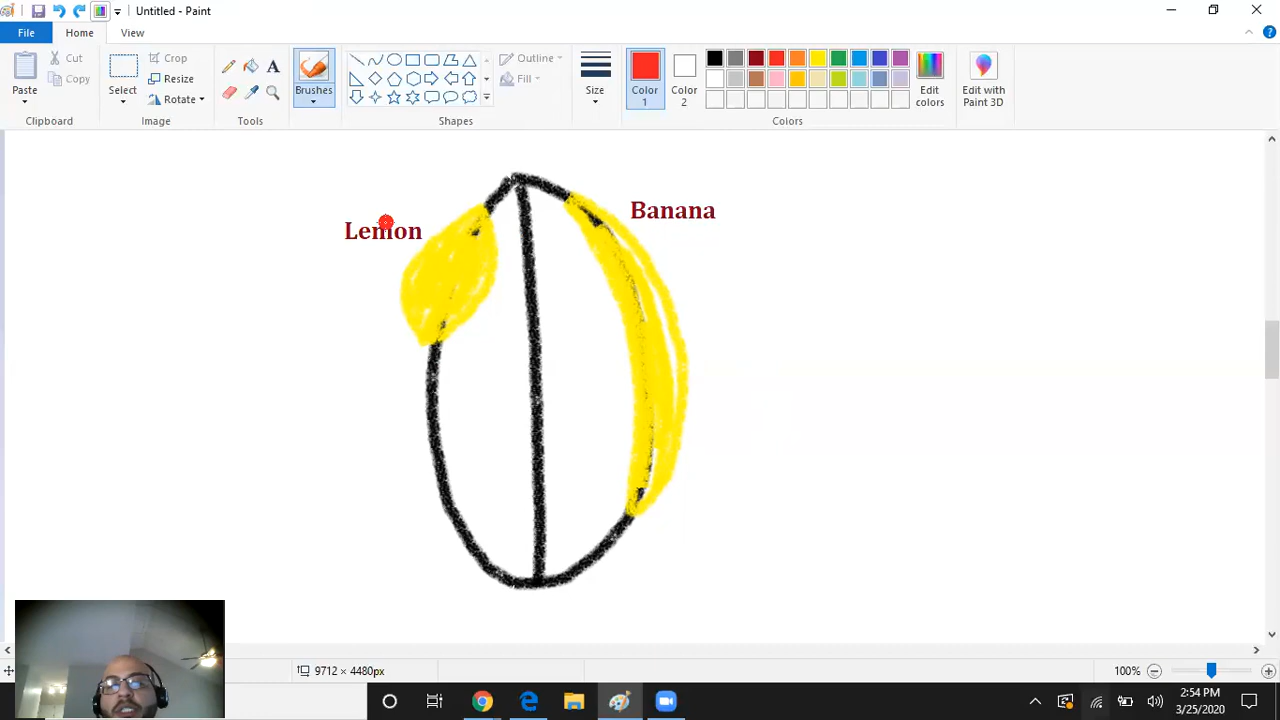 Untitled - Paint
File
Home
View
Paste
Cut
Copy
Clipboard
Select
Crop
Resize
Rotate
Image
A
Tools
Brushes
Outline
Fill
Shapes
Size
Color
1
Color
2
Edit
colors
Edit with
Paint 3D
Colors
Lemon
Banana
9712 × 4480px
100%
2:54 PM
3/25/2020